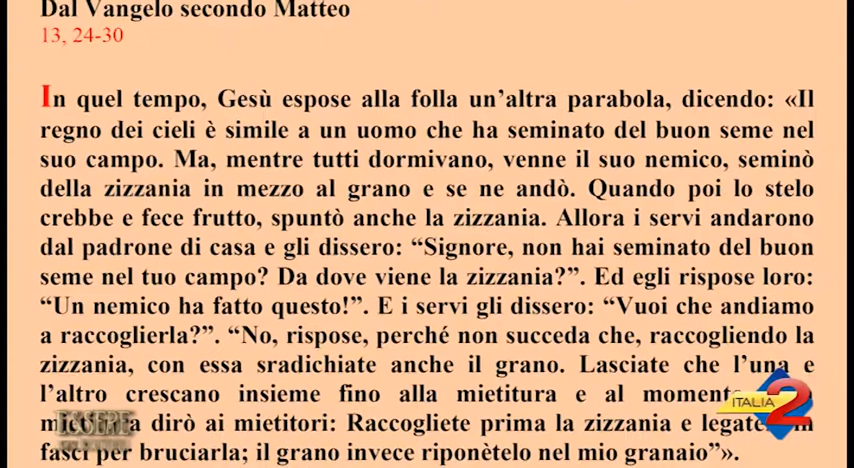 Dal Vangelo secondo Matteo
13, 24-30
In quel tempo, Gesù espose alla folla un'altra parabola, dicendo: «Il
regno dei cieli è simile a un uomo che ha seminato del buon seme nel
suo campo. Ma, mentre tutti dormivano, venne il suo nemico, seminò
della zizzania in mezzo al grano e se ne andò. Quando poi lo stelo
crebbe e fece frutto, spuntò anche la zizzania. Allora i servi andarono
dal padrone di casa e gli dissero: “Signore, non hai seminato del buon
seme nel tuo campo? Da dove viene la zizzania?”. Ed egli rispose loro:
“Un nemico ha fatto questo!”. E i servi gli dissero: “Vuoi che andiamo
a raccoglierla?”. “No, rispose, perché non succeda che, raccogliendo la
zizzania, con essa sradichiate anche il grano. Lasciate che l'una e
l'altro crescano insieme fino alla mietitura e al momento
dirò ai mietitori: Raccogliete prima la zizzania e in
fasci per bruciarla; il grano invece riponètelo nel mio granaio”».
ESSERE
ITALIA 2